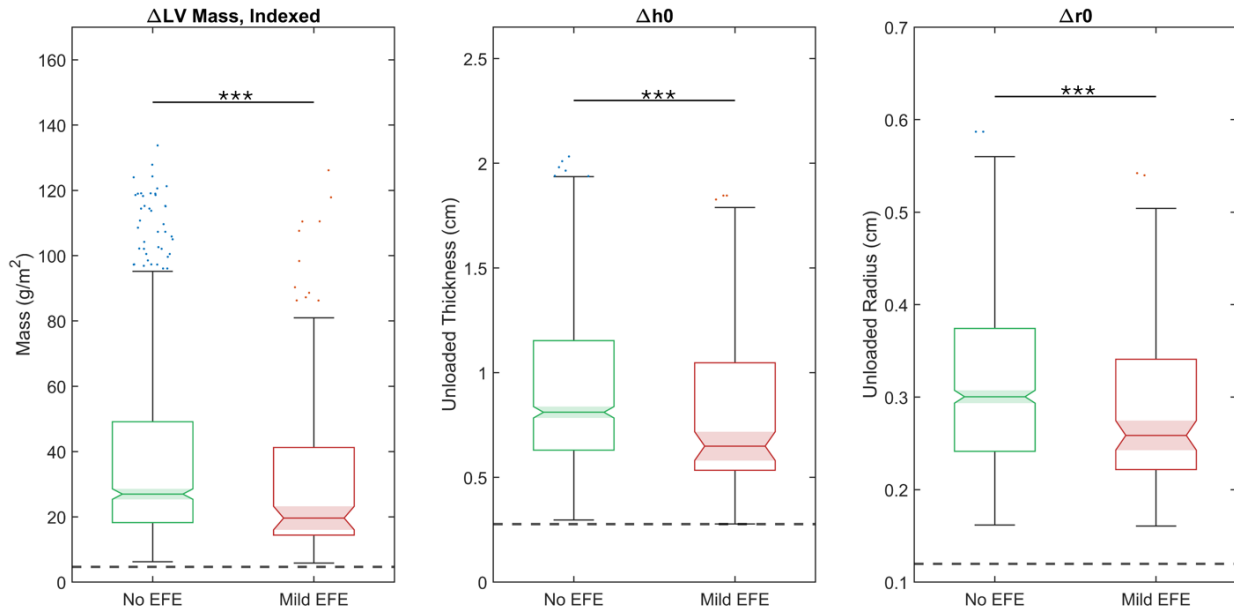 ΔLV Mass, Indexed
Mass (g/m²)
160
140
120
100
80
60
40
20
0
***
No EFE
Mild EFE
Δh0
Unloaded Thickness (cm)
2.5
2
1.5
1
0.5
0
***
No EFE
Mild EFE
Δr0
Unloaded Radius (cm)
0.7
0.6
0.5
0.4
0.3
0.2
0.1
***
No EFE
Mild EFE